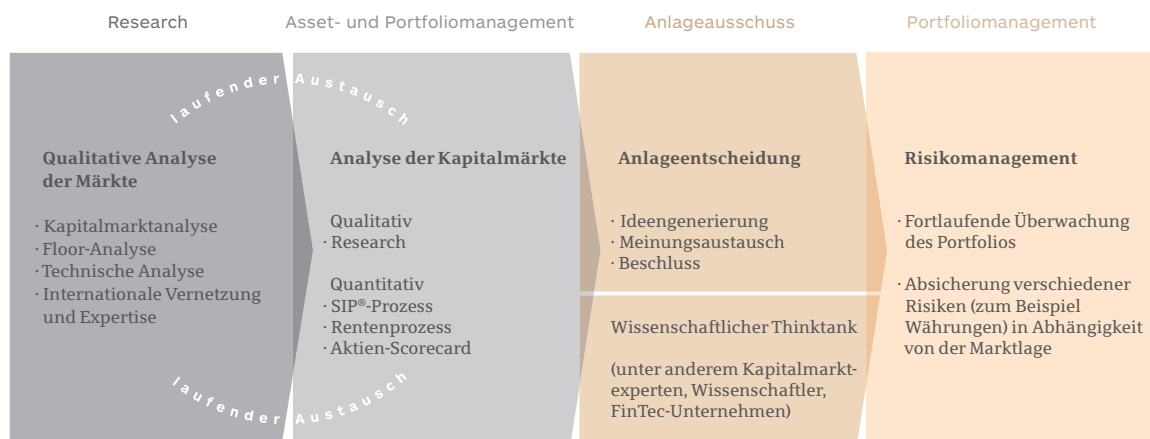 Research
Asset- und Portfoliomanagement
Anlageausschuss
Portfoliomanagement
laufender Austausch
Qualitative Analyse
der Märkte
· Kapitalmarktanalyse
· Floor-Analyse
· Technische Analyse
· Internationale Vernetzung
und Expertise
Analyse der Kapitalmärkte
Qualitativ
· Research
Quantitativ
· SIP®-Prozess
· Rentenprozess
· Aktien-Scorecard
laufender Austausch
Anlageentscheidung
· Ideengenerierung
· Meinungsaustausch
· Beschluss
Wissenschaftlicher Thinktank
(unter anderem Kapitalmarkt-
experten, Wissenschaftler,
FinTec-Unternehmen)
Risikomanagement
· Fortlaufende Überwachung
des Portfolios
· Absicherung verschiedener
Risiken (zum Beispiel
Währungen) in Abhängigkeit
von der Marktlage